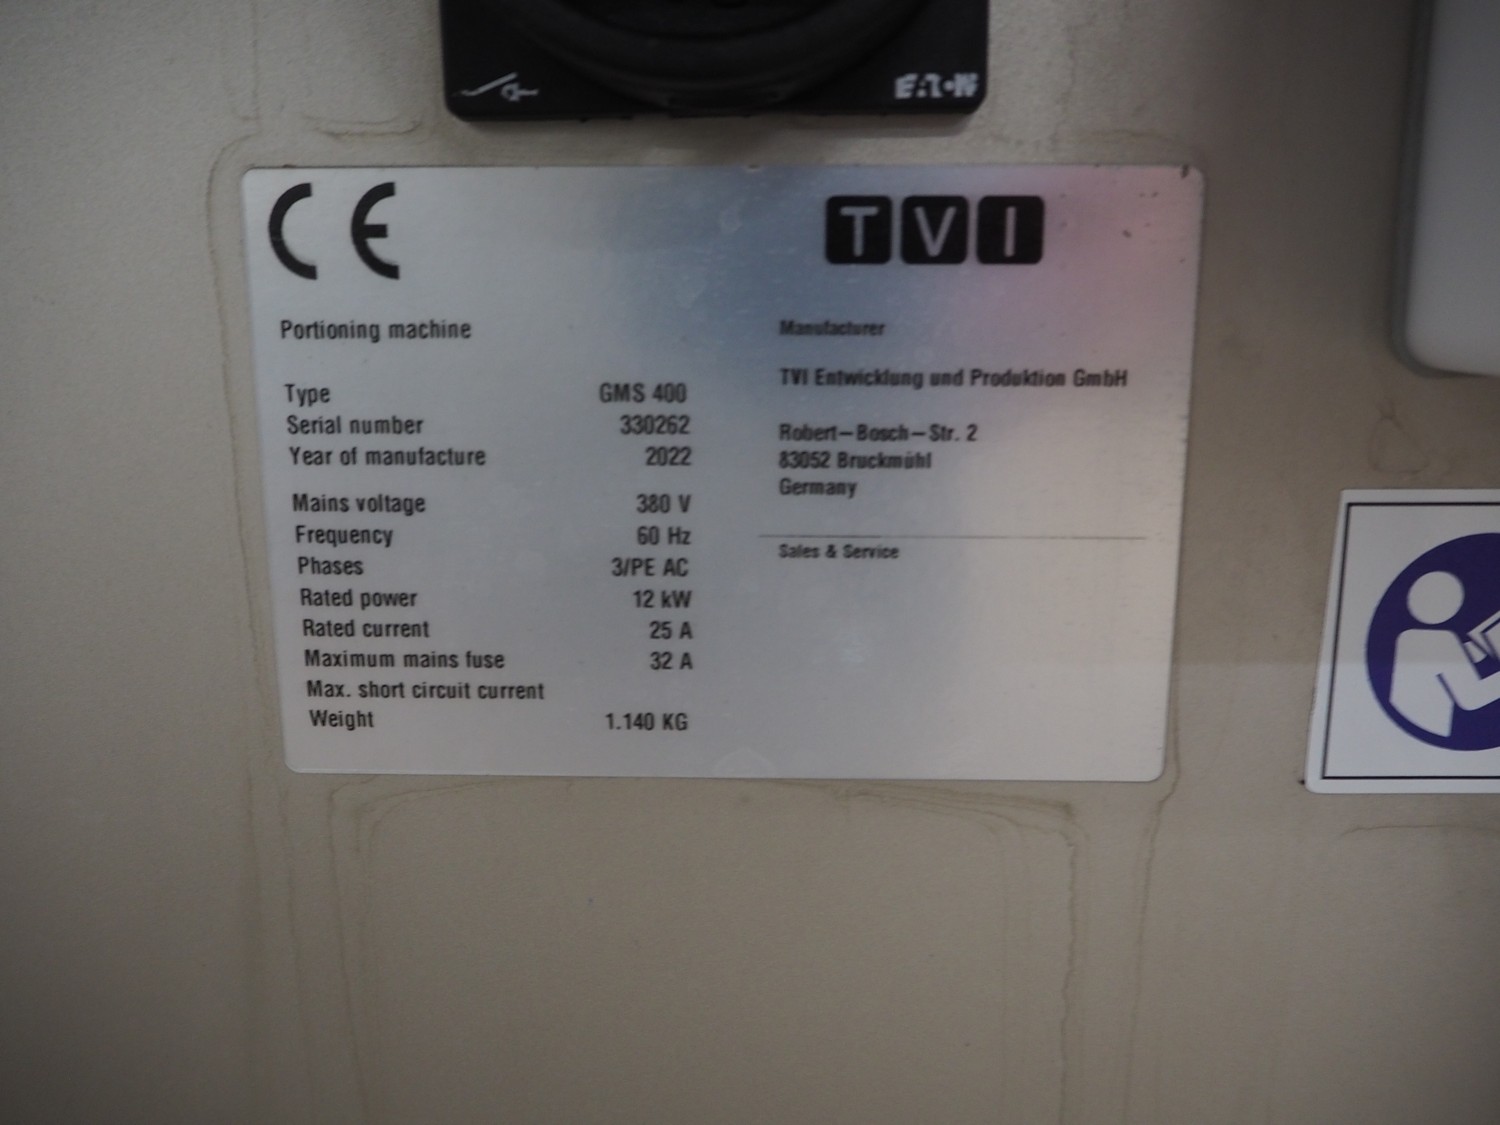 EATON
CE
TVI
Portioning machine
Type GMS 400
Serial number 330262
Year of manufacture 2022
Mains voltage 380 V
Frequency 60 Hz
Phases 3/PE AC
Rated power 12 kW
Rated current 25 A
Maximum mains fuse 32 A
Max. short circuit current
Weight 1.140 KG
Manufacturer
TVI Entwicklung und Produktion GmbH
Robert-Bosch-Str. 2
83052 Bruckmühl
Germany
Sales & Service